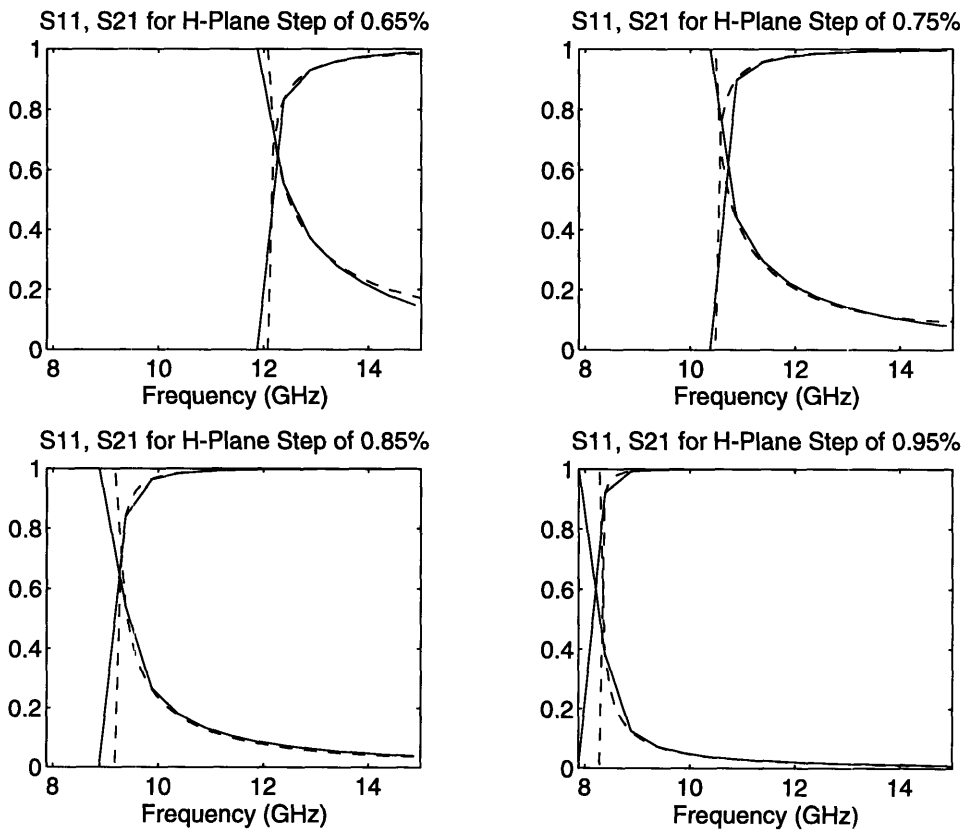 S11, S21 for H-Plane Step of 0.65%
1
0.8
0.6
0.4
0.2
0
8 10 12 14
Frequency (GHz)
S11, S21 for H-Plane Step of 0.75%
1
0.8
0.6
0.4
0.2
0
8 10 12 14
Frequency (GHz)
S11, S21 for H-Plane Step of 0.85%
1
0.8
0.6
0.4
0.2
0
8 10 12 14
Frequency (GHz)
S11, S21 for H-Plane Step of 0.95%
1
0.8
0.6
0.4
0.2
0
8 10 12 14
Frequency (GHz)